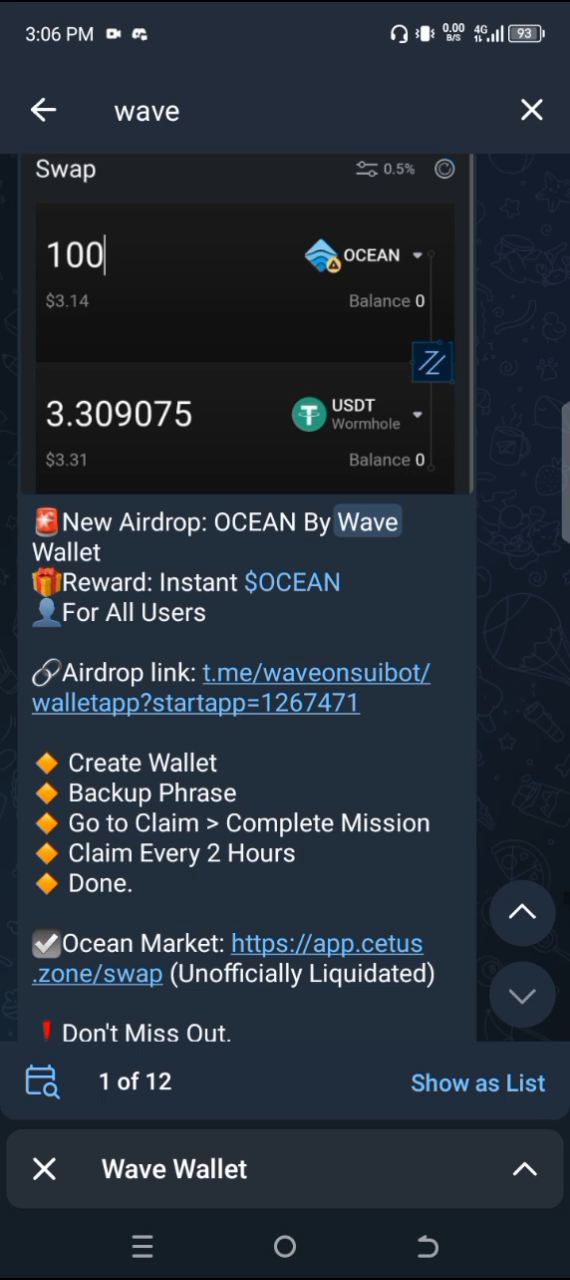 3:06 PM
0.00 B/S 4G 93
wave
Swap
0.5%
100
OCEAN
$3.14
Balance 0
3.309075
USDT
Wormhole
$3.31
Balance 0
🚨New Airdrop: OCEAN By Wave
Wallet
🎁Reward: Instant $OCEAN
👤For All Users
🔗Airdrop link: t.me/waveonsuibot/
walletapp?startapp=1267471
🔸 Create Wallet
🔸 Backup Phrase
🔸 Go to Claim > Complete Mission
🔸 Claim Every 2 Hours
🔸 Done.
☑️Ocean Market: https://app.cetus
.zone/swap (Unofficially Liquidated)
❗Don't Miss Out.
1 of 12
Show as List
Wave Wallet